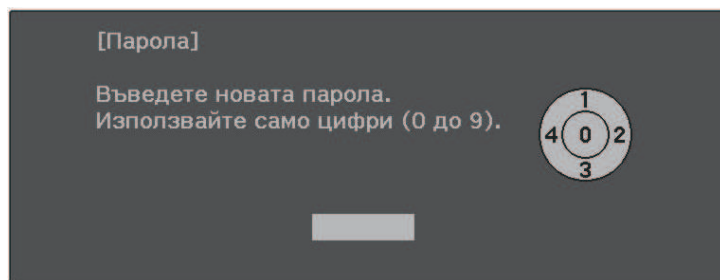 [Парола]
Въведете новата парола.
Използвайте само цифри (0 до 9).
1
4 0 2
3